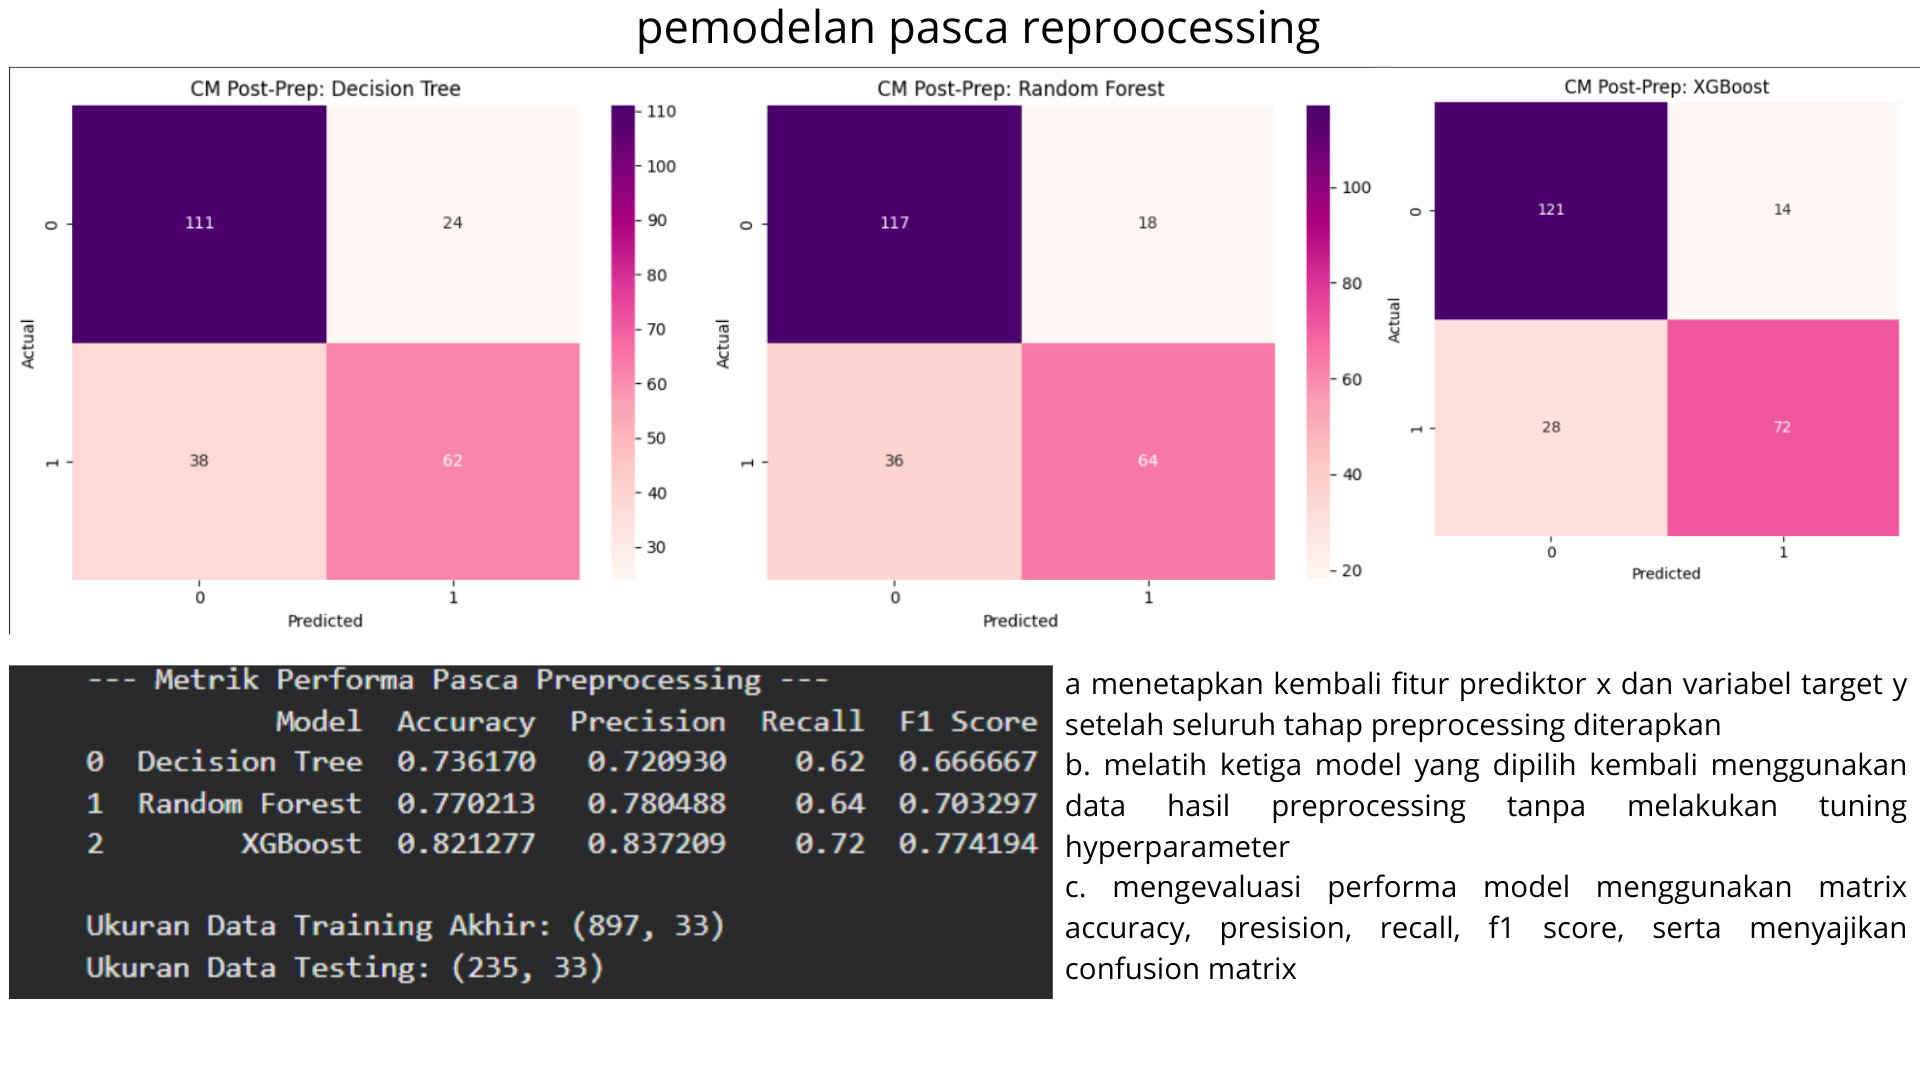 pemodelan pasca reproocessing
CM Post-Prep: Decision Tree
111
24
38
62
0
1
Actual
0
1
Predicted
110
100
90
80
70
60
50
40
30
CM Post-Prep: Random Forest
117
18
36
64
0
1
Actual
0
1
Predicted
100
80
60
40
20
CM Post-Prep: XGBoost
121
14
28
72
0
1
Actual
0
1
Predicted
--- Metrik Performa Pasca Preprocessing ---
Model Accuracy Precision Recall F1 Score
0 Decision Tree 0.736170 0.720930 0.62 0.666667
1 Random Forest 0.770213 0.780488 0.64 0.703297
2 XGBoost 0.821277 0.837209 0.72 0.774194
Ukuran Data Training Akhir: (897, 33)
Ukuran Data Testing: (235, 33)
a menetapkan kembali fitur prediktor x dan variabel target y
setelah seluruh tahap preprocessing diterapkan
b. melatih ketiga model yang dipilih kembali menggunakan
data hasil preprocessing tanpa melakukan tuning
hyperparameter
c. mengevaluasi performa model menggunakan matrix
accuracy, presision, recall, f1 score, serta menyajikan
confusion matrix